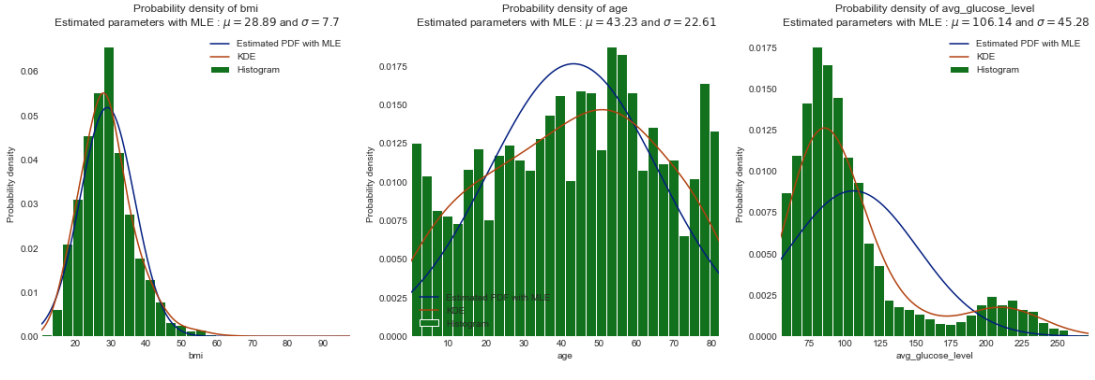 Probability density of bmi
Estimated parameters with MLE : μ = 28.89 and σ = 7.7
Estimated PDF with MLE
KDE
Histogram
Probability density
0.06
0.05
0.04
0.03
0.02
0.01
0.00
20 30 40 50 60 70 80 90
bmi
Probability density of age
Estimated parameters with MLE : μ = 43.23 and σ = 22.61
Probability density
0.0175
0.0150
0.0125
0.0100
0.0075
0.0050
0.0025
0.0000
Estimated PDF with MLE
KDE
Histogram
10 20 30 40 50 60 70 80
age
Probability density of avg_glucose_level
Estimated parameters with MLE : μ = 106.14 and σ = 45.28
Estimated PDF with MLE
KDE
Histogram
Probability density
0.0175
0.0150
0.0125
0.0100
0.0075
0.0050
0.0025
0.0000
75 100 125 150 175 200 225 250
avg_glucose_level